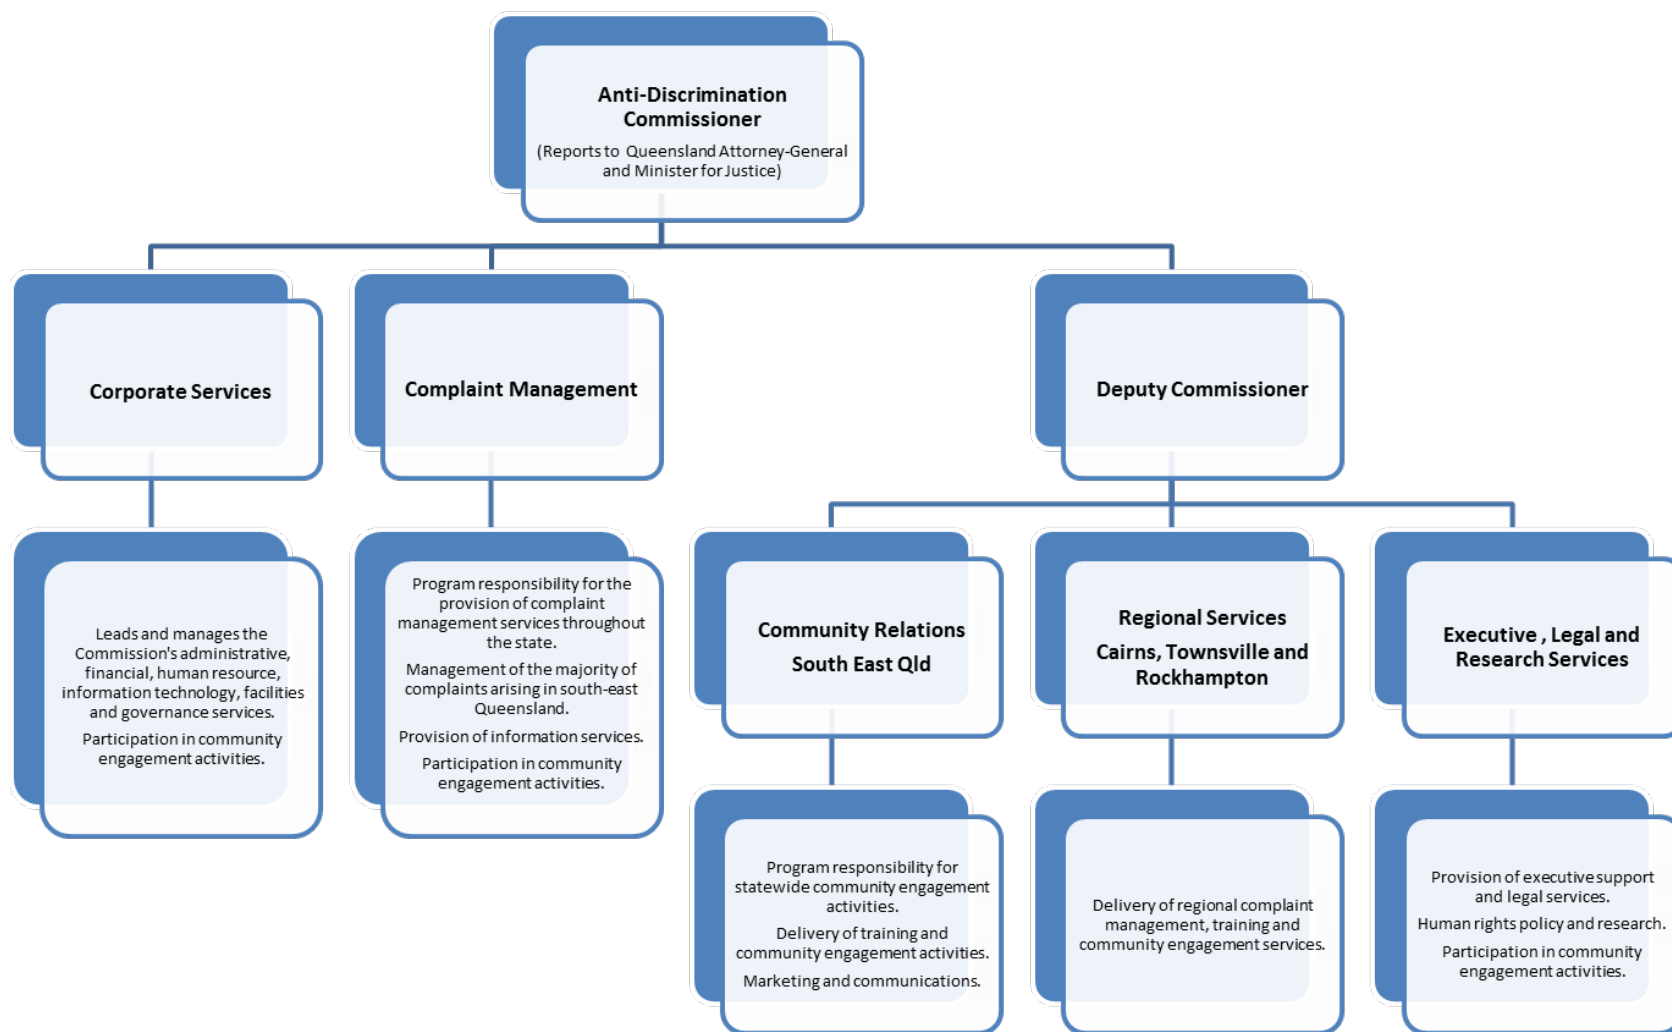 Anti-Discrimination
Commissioner
(Reports to Queensland Attorney-General
and Minister for Justice)
Corporate Services
Complaint Management
Deputy Commissioner
Leads and manages the
Commission's administrative,
financial, human resource,
information technology, facilities
and governance services.
Participation in community
engagement activities.
Program responsibility for the
provision of complaint
management services throughout
the state.
Management of the majority of
complaints arising in south-east
Queensland.
Provision of information services.
Participation in community
engagement activities.
Community Relations
South East Qld
Regional Services
Cairns, Townsville and
Rockhampton
Executive , Legal and
Research Services
Program responsibility for
statewide community engagement
activities.
Delivery of training and
community engagement activities.
Marketing and communications.
Delivery of regional complaint
management, training and
community engagement services.
Provision of executive support
and legal services.
Human rights policy and research.
Participation in community
engagement activities.